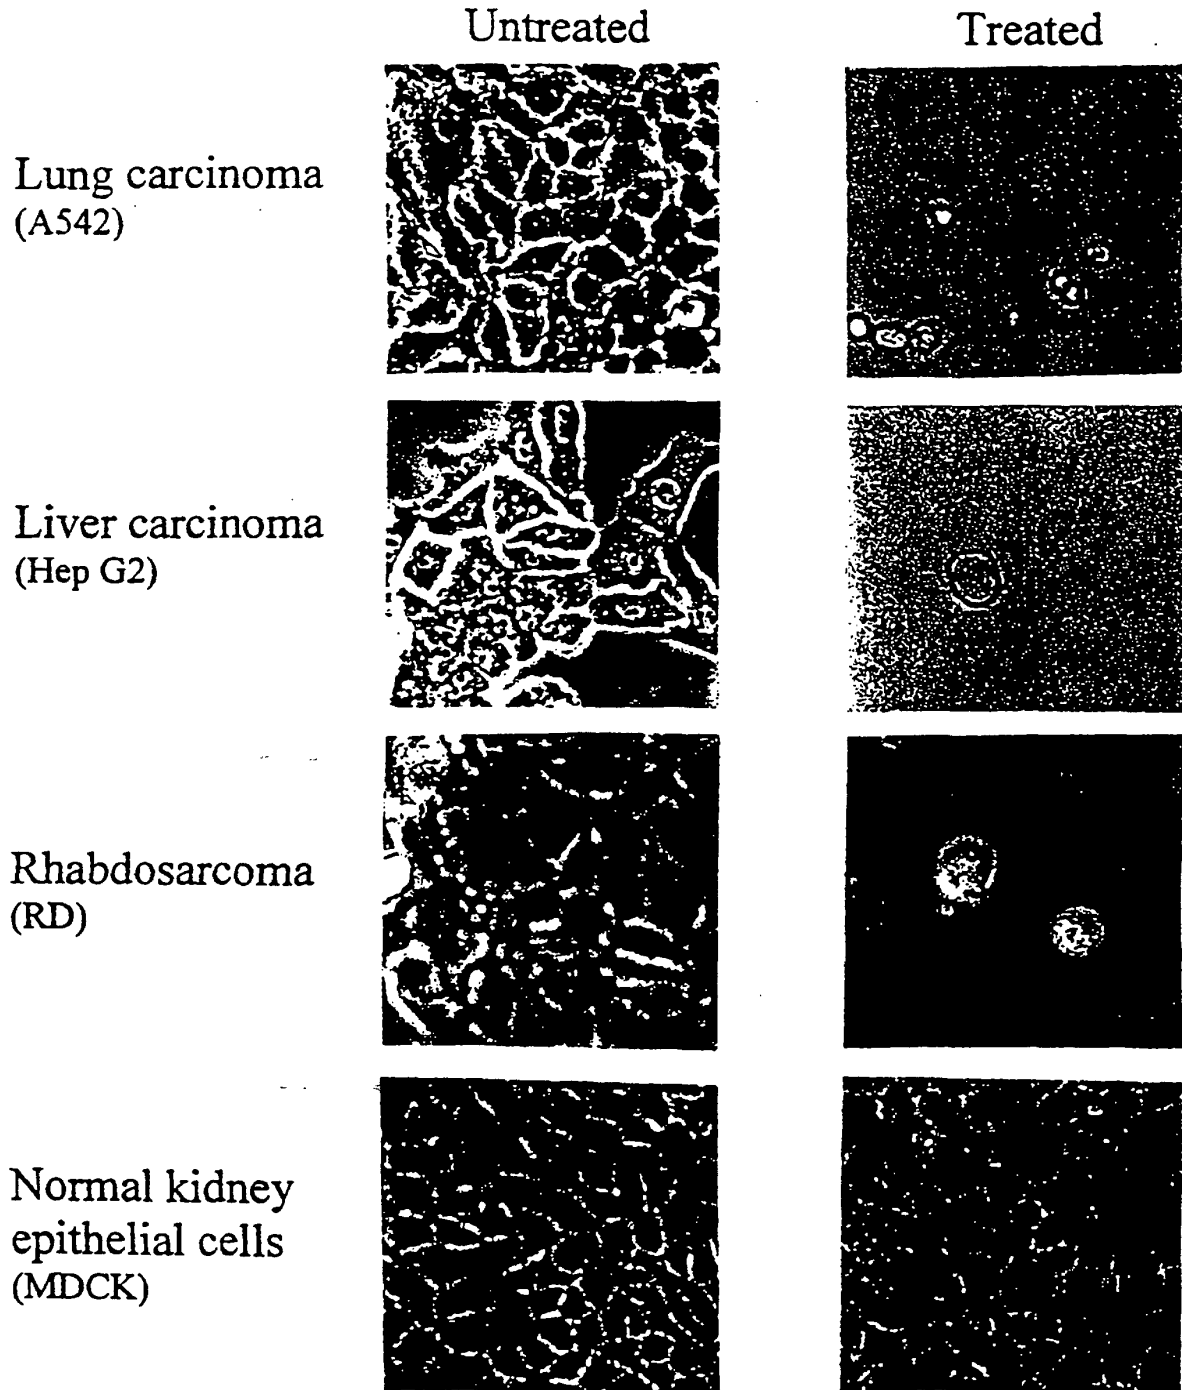 Untreated
Treated
Lung carcinoma
(A542)
Liver carcinoma
(Hep G2)
Rhabdosarcoma
(RD)
Normal kidney
epithelial cells
(MDCK)